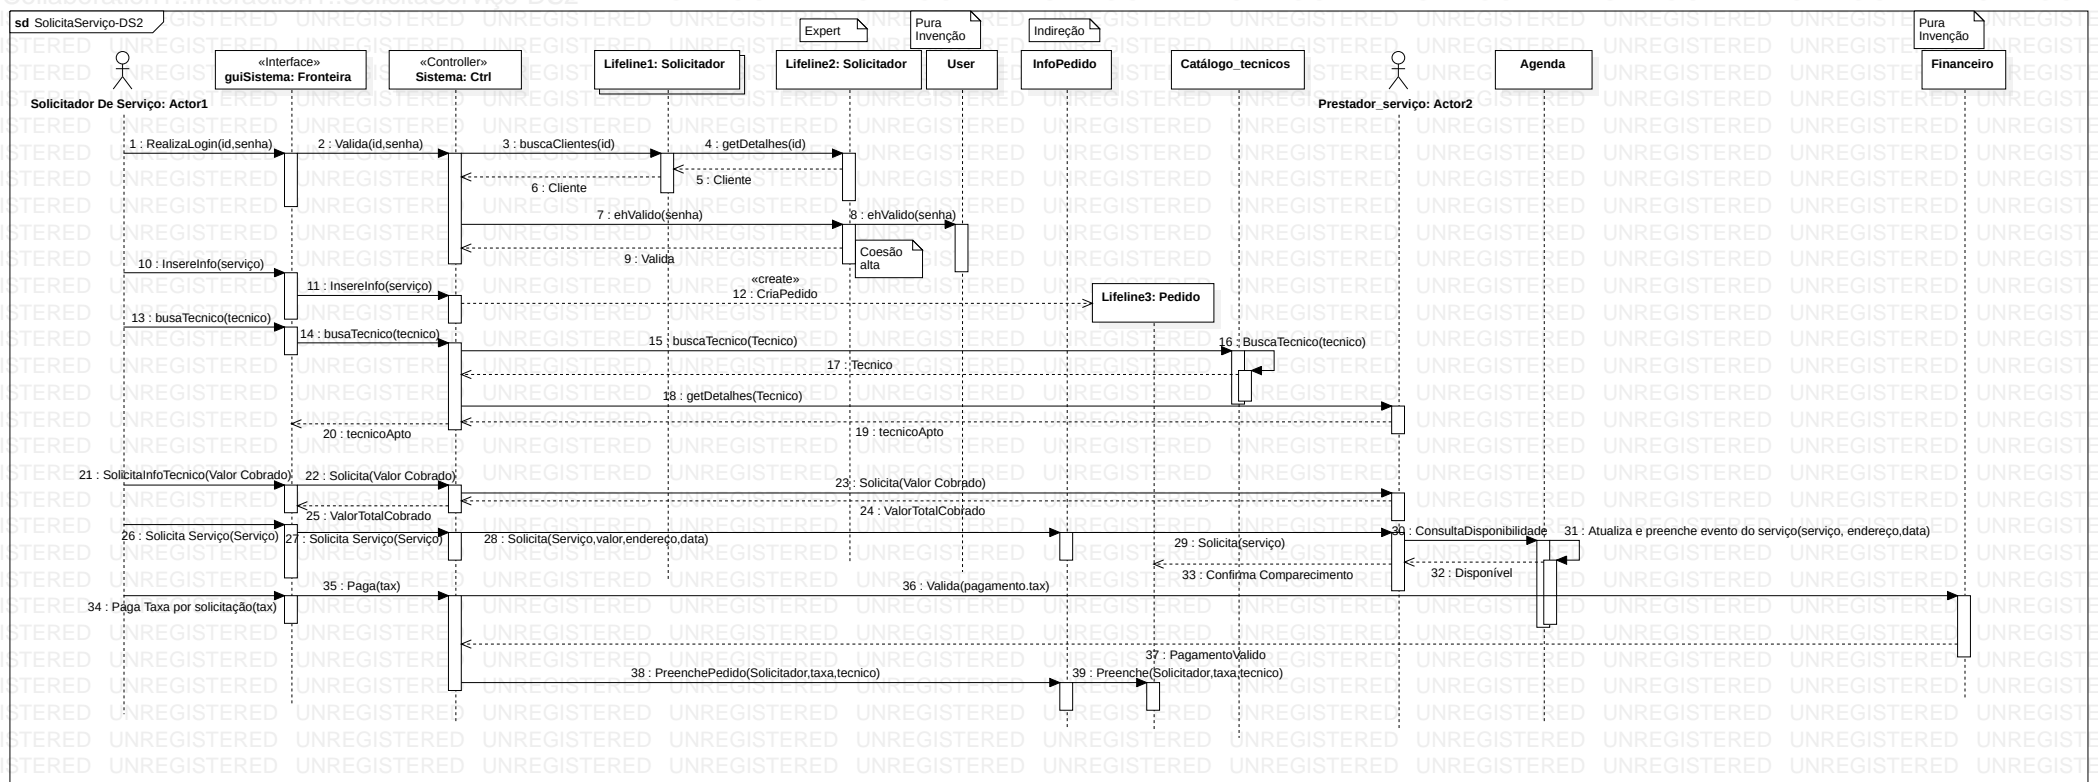 sd SolicitaServiço-DS2
Expert
Pura
Invenção
Indireção
Pura
Invenção
«Interface»
guiSistema: Fronteira
«Controller»
Sistema: Ctrl
Lifeline1: Solicitador
Lifeline2: Solicitador
User
InfoPedido
Catálogo_tecnicos
Agenda
Financeiro
Solicitador De Serviço: Actor1
Prestador_serviço: Actor2
1 : RealizaLogin(id,senha)
2 : Valida(id,senha)
3 : buscaClientes(id)
4 : getDetalhes(id)
5 : Cliente
6 : Cliente
7 : ehValido(senha)
8 : ehValido(senha)
9 : Valida
Coesão
alta
10 : InsereInfo(serviço)
11 : InsereInfo(serviço)
«create»
12 : CriaPedido
Lifeline3: Pedido
13 : busaTecnico(tecnico)
14 : busaTecnico(tecnico)
15 : buscaTecnico(Tecnico)
16 : BuscaTecnico(tecnico)
17 : Tecnico
18 : getDetalhes(Tecnico)
19 : tecnicoApto
20 : tecnicoApto
21 : SolicitaInfoTecnico(Valor Cobrado)
22 : Solicita(Valor Cobrado)
23 : Solicita(Valor Cobrado)
24 : ValorTotalCobrado
25 : ValorTotalCobrado
26 : Solicita Serviço(Serviço)
27 : Solicita Serviço(Serviço)
28 : Solicita(Serviço,valor,endereço,data)
29 : Solicita(serviço)
30 : ConsultaDisponibilidade
31 : Atualiza e preenche evento do serviço(serviço, endereço,data)
32 : Disponível
33 : Confirma Comparecimento
34 : Paga Taxa por solicitação(tax)
35 : Paga(tax)
36 : Valida(pagamento.tax)
37 : PagamentoValido
38 : PreenchePedido(Solicitador,taxa,tecnico)
39 : Preenche(Solicitador,taxa,tecnico)
UNREGISTERED